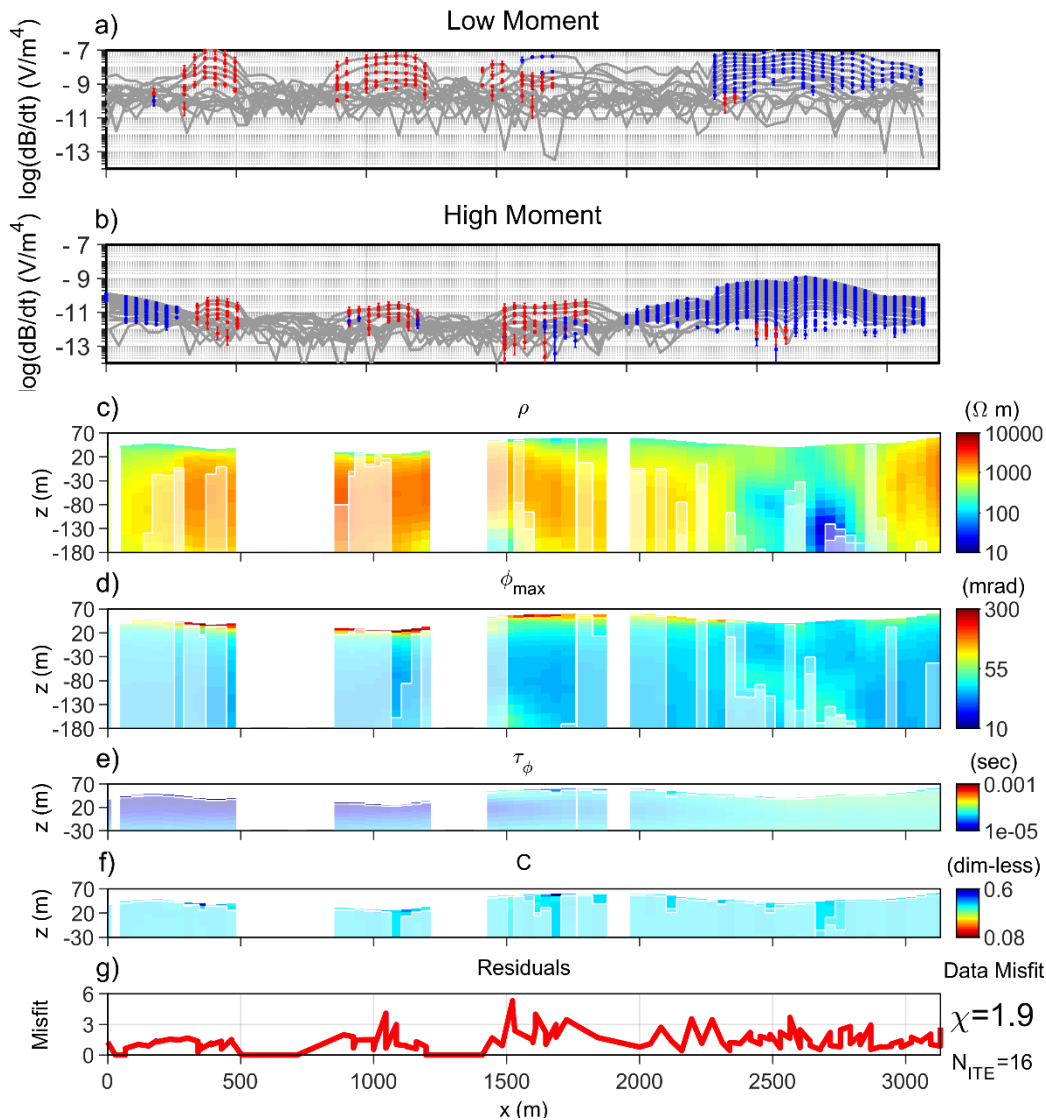 a)
Low Moment
log(dB/dt) (V/m⁴)
- 7
-9
-11
-13
b)
High Moment
log(dB/dt) (V/m⁴)
- 7
-9
-11
-13
c)
ρ
(Ω m)
z (m)
70
20
-30
-80
-130
-180
10000
1000
100
10
d)
ϕmax
(mrad)
z (m)
70
20
-30
-80
-130
-180
300
55
10
e)
τϕ
(sec)
z (m)
70
20
-30
0.001
1e-05
f)
C
(dim-less)
z (m)
70
20
-30
0.6
0.08
g)
Residuals
Data Misfit
Misfit
6
3
0
χ=1.9
N_ITE=16
0 500 1000 1500 2000 2500 3000
x (m)